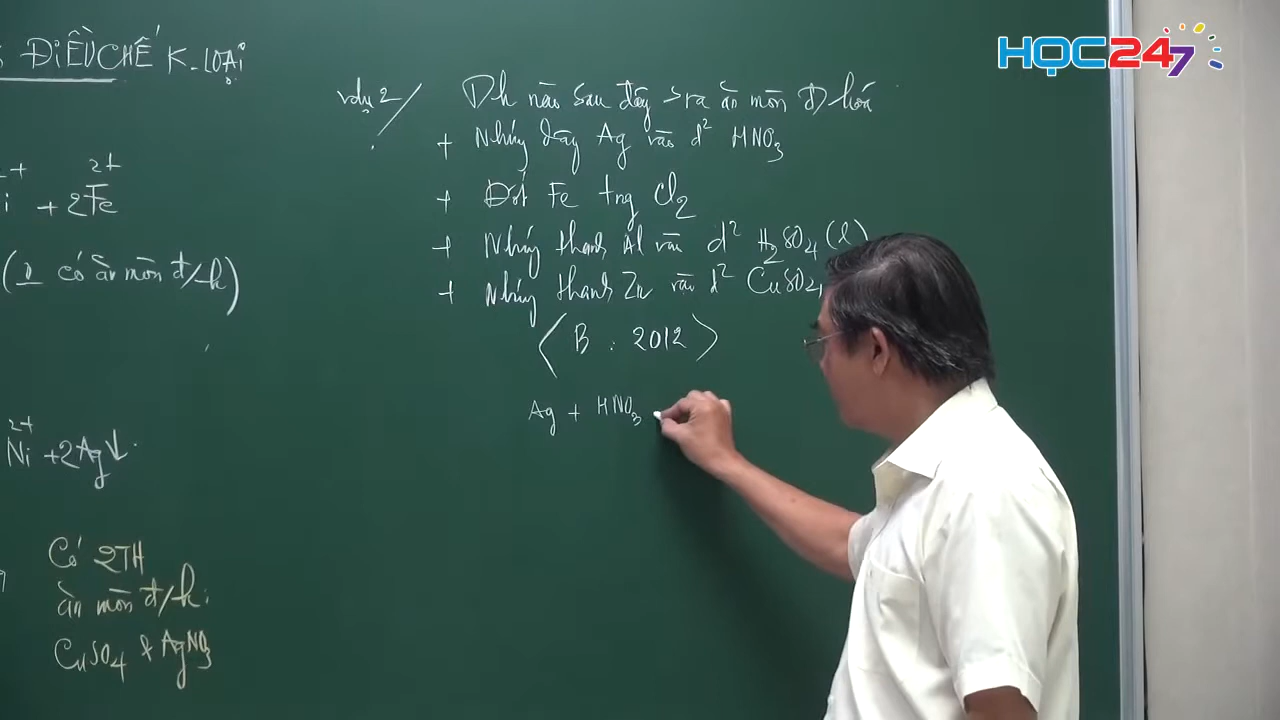 ĐIỀU CHẾ K-LOẠI
2+ 2+
i + 2Fe
(D có ăn mòn đ/h)
2+
Ni + 2Ag↓.
Có 2TH
ăn mòn đ/h:
CuSO4 & AgNO3
vdụ 2/ Th nào sau đây > ra ăn mòn đ hóa
+ Nhúng dây Ag vào d² HNO3
+ Đốt Fe trg Cl2
+ Nhúng thanh Al vào d² H2SO4 (l)
+ Nhúng thanh Zn vào d² CuSO4
< B : 2012 >
Ag + HNO3
HỌC247